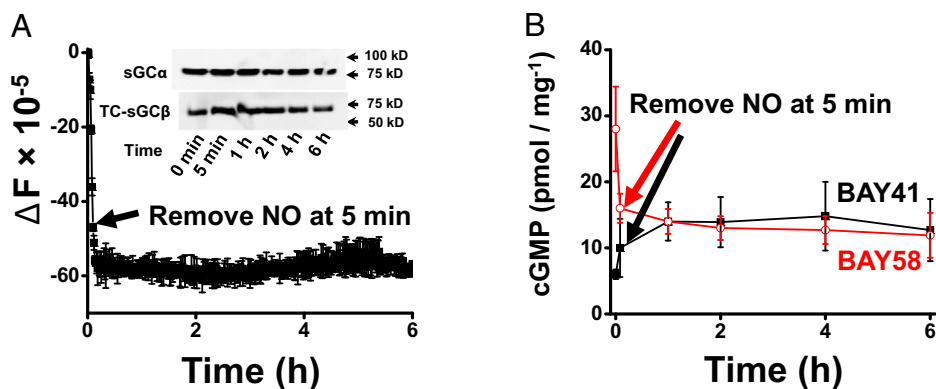 A
ΔF × 10-5
0
-20
-40
-60
0
2
4
6
Time (h)
sGCα
TC-sGCβ
100 kD
75 kD
75 kD
50 kD
Time
0 min
5 min
1 h
2 h
4 h
6 h
Remove NO at 5 min
B
cGMP (pmol / mg-1)
40
30
20
10
0
0
2
4
6
Time (h)
Remove NO at 5 min
BAY41
BAY58